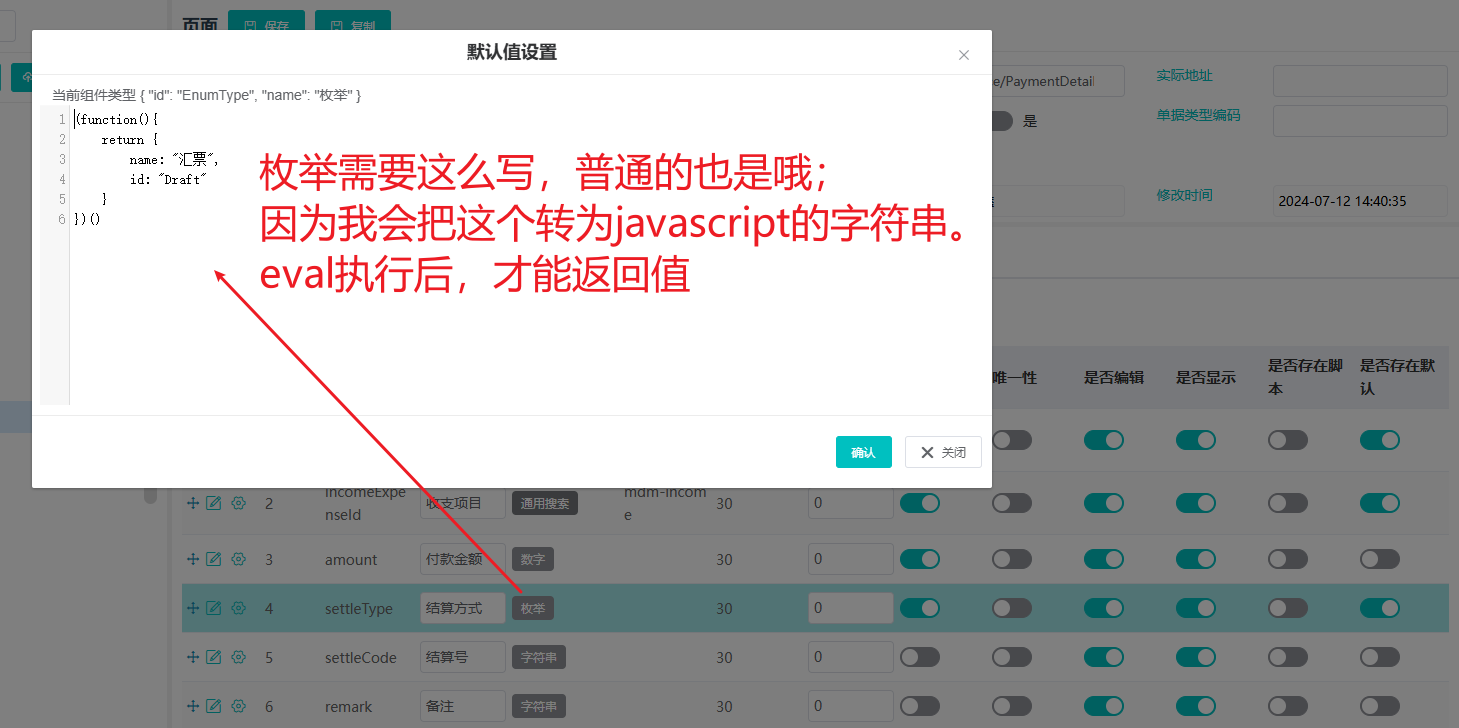 页面
保存
复制
默认值设置
当前组件类型 { "id": "EnumType", "name": "枚举" }
1 (function(){
2 return {
3 name: "汇票",
4 id: "Draft"
5 }
6 })()
枚举需要这么写，普通的也是哦；
因为我会把这个转为javascript的字符串。
eval执行后，才能返回值
确认
关闭
e/PaymentDetail
实际地址
是
单据类型编码
修改时间
2024-07-12 14:40:35
唯一性 是否编辑 是否显示 是否存在脚本 是否存在默认
2 incomeExpenseId 收支项目 通用搜索 mdm-income 30 0
3 amount 付款金额 数字 30 0
4 settleType 结算方式 枚举 30 0
5 settleCode 结算号 字符串 30 0
6 remark 备注 字符串 30 0